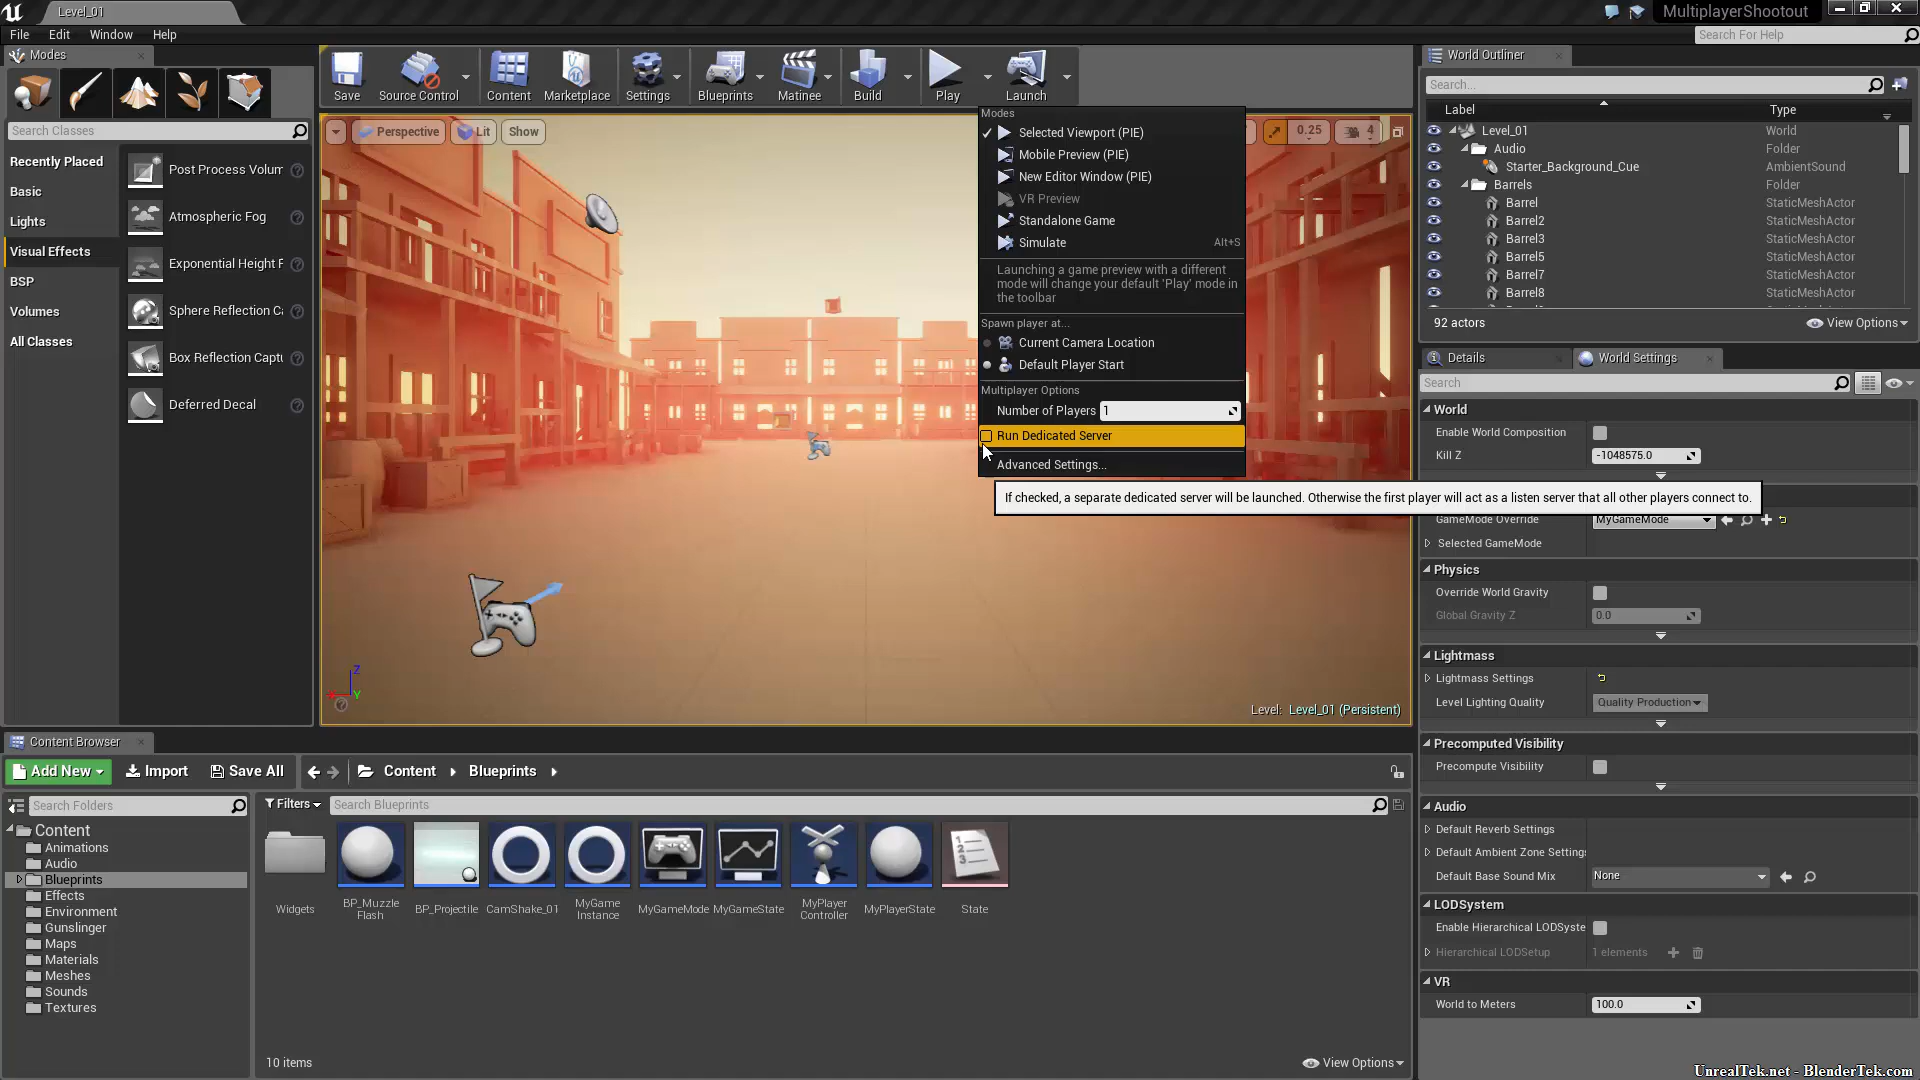 Level_01
MultiplayerShootout
File Edit Window Help
Search For Help
Modes
Search Classes
Recently Placed
Basic
Lights
Visual Effects
BSP
Volumes
All Classes
Post Process Volum
Atmospheric Fog
Exponential Height F
Sphere Reflection Ca
Box Reflection Captu
Deferred Decal
Save
Source Control
Content
Marketplace
Settings
Blueprints
Matinee
Build
Play
Launch
Perspective
Lit
Show
0.25
4
Modes
Selected Viewport (PIE)
Mobile Preview (PIE)
New Editor Window (PIE)
VR Preview
Standalone Game
Simulate Alt+S
Launching a game preview with a different
mode will change your default 'Play' mode in
the toolbar
Spawn player at...
Current Camera Location
Default Player Start
Multiplayer Options
Number of Players 1
Run Dedicated Server
Advanced Settings...
If checked, a separate dedicated server will be launched. Otherwise the first player will act as a listen server that all other players connect to.
Z
X
Y
Level: Level_01 (Persistent)
World Outliner
Search...
Label Type
Level_01 World
Audio Folder
Starter_Background_Cue AmbientSound
Barrels Folder
Barrel StaticMeshActor
Barrel2 StaticMeshActor
Barrel3 StaticMeshActor
Barrel5 StaticMeshActor
Barrel7 StaticMeshActor
Barrel8 StaticMeshActor
92 actors
View Options
Details
World Settings
Search
World
Enable World Composition
Kill Z -1048575.0
GameMode Override MyGameMode
Selected GameMode
Physics
Override World Gravity
Global Gravity Z 0.0
Lightmass
Lightmass Settings
Level Lighting Quality Quality Production
Precomputed Visibility
Precompute Visibility
Audio
Default Reverb Settings
Default Ambient Zone Settings
Default Base Sound Mix None
LODSystem
Enable Hierarchical LODSyste
Hierarchical LODSetup 1 elements
VR
World to Meters 100.0
Content Browser
Add New
Import
Save All
Content
Blueprints
Search Folders
Content
Animations
Audio
Blueprints
Effects
Environment
Gunslinger
Maps
Materials
Meshes
Sounds
Textures
Filters
Search Blueprints
Widgets
BP_Muzzle
Flash
BP_Projectile
CamShake_01
MyGame
Instance
MyGameMode
MyGameState
MyPlayer
Controller
MyPlayerState
1
2
3
State
10 items
View Options
UnrealTek.net - BlenderTek.com